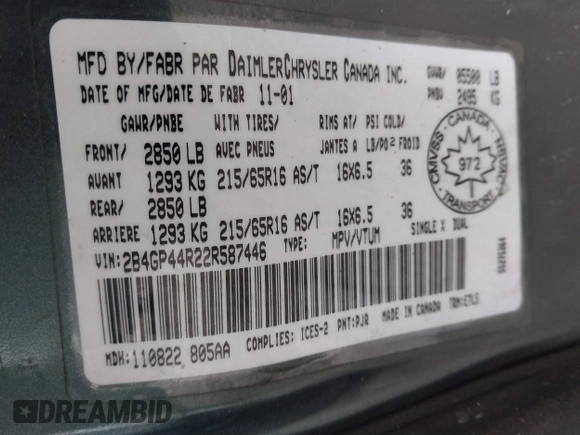 MFD BY/FABR PAR DAIMLERCHRYSLER CANADA INC. GVWR/ 05500 LB
DATE OF MFG/DATE DE FABR 11-01 PNBV 2495 KG
GAWR/PNBE WITH TIRES/ RIMS AT/ PSI COLD/
FRONT/ 2850 LB AVEC PNEUS JANTES A LB/PO² FROID
AVANT 1293 KG 215/65R16 AS/T 16X6.5 36
REAR/ 2850 LB
ARRIERE 1293 KG 215/65R16 AS/T 16X6.5 36
VIN: 2B4GP44R22R587446 TYPE: MPV/VTUM SINGLE X DUAL
MDH: 110822 805AA COMPLIES: ICES-2 PNT: PJR MADE IN CANADA TRM: ETL5
CMVSS · CANADA · NSVAC
972
TRANSPORT
DREAMBID